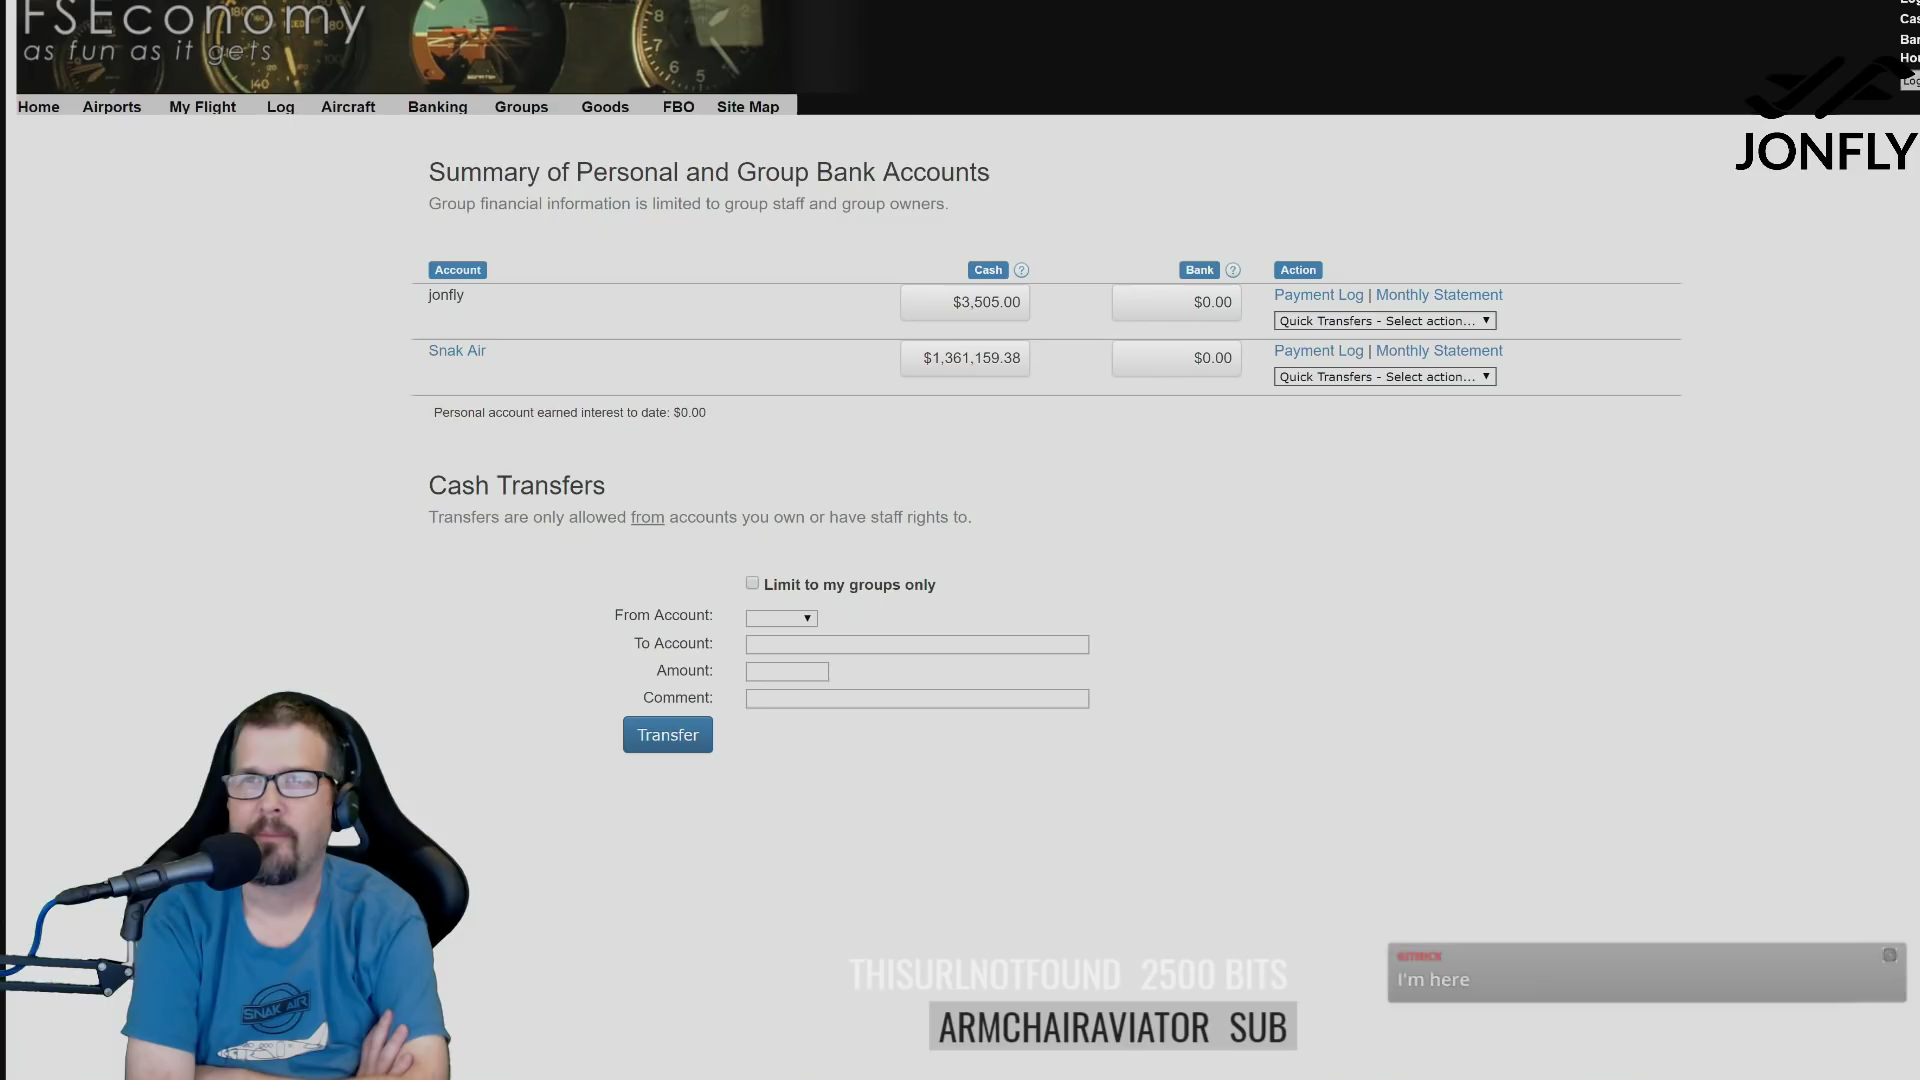 FSEconomy
as fun as it gets
Home Airports My Flight Log Aircraft Banking Groups Goods FBO Site Map
JONFLY
Summary of Personal and Group Bank Accounts
Group financial information is limited to group staff and group owners.
Account Cash ? Bank ? Action
jonfly $3,505.00 $0.00 Payment Log | Monthly Statement
Quick Transfers - Select action...
Snak Air $1,361,159.38 $0.00 Payment Log | Monthly Statement
Quick Transfers - Select action...
Personal account earned interest to date: $0.00
Cash Transfers
Transfers are only allowed from accounts you own or have staff rights to.
Limit to my groups only
From Account:
To Account:
Amount:
Comment:
Transfer
SNAK AIR
THISURLNOTFOUND 2500 BITS
ARMCHAIRAVIATOR SUB
I'm here